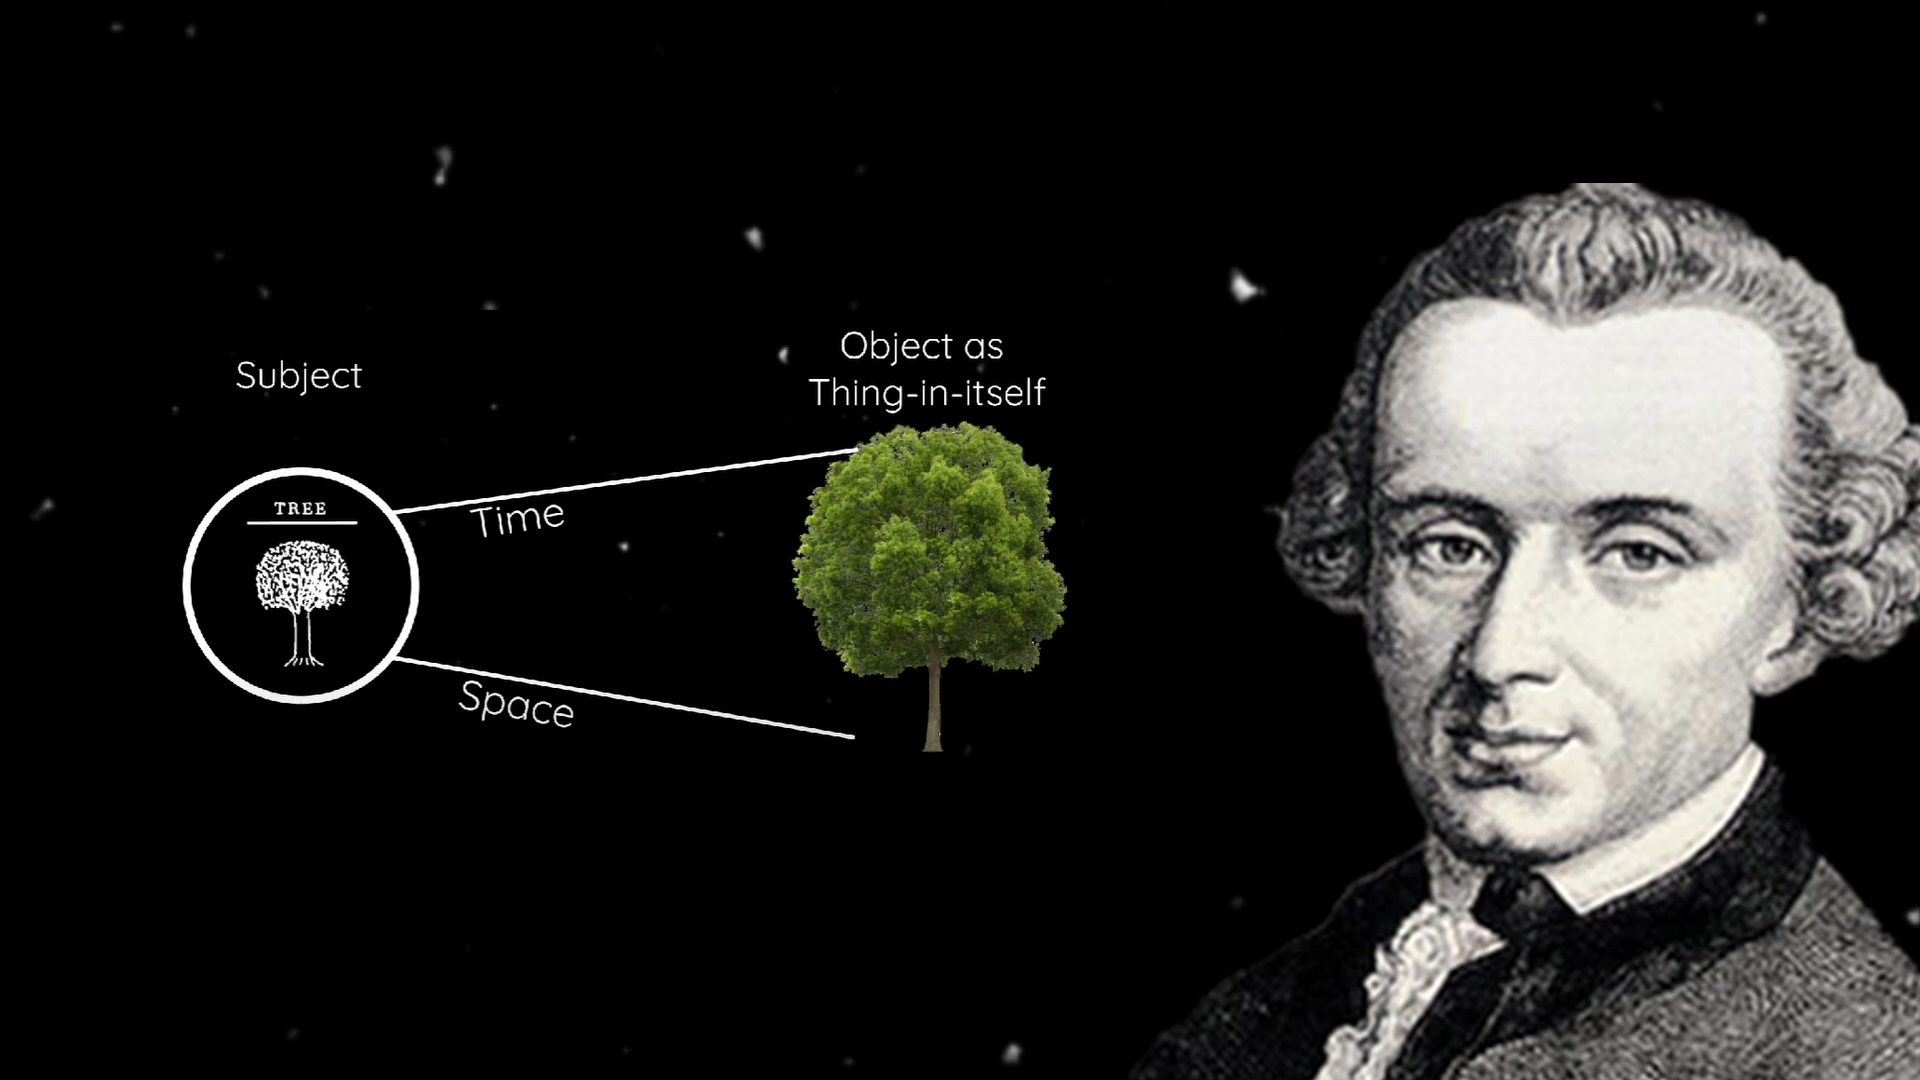 Subject
Object as
Thing-in-itself
TREE
Time
Space